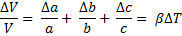 ΔV/V = Δa/a + Δb/b + Δc/c = βΔT